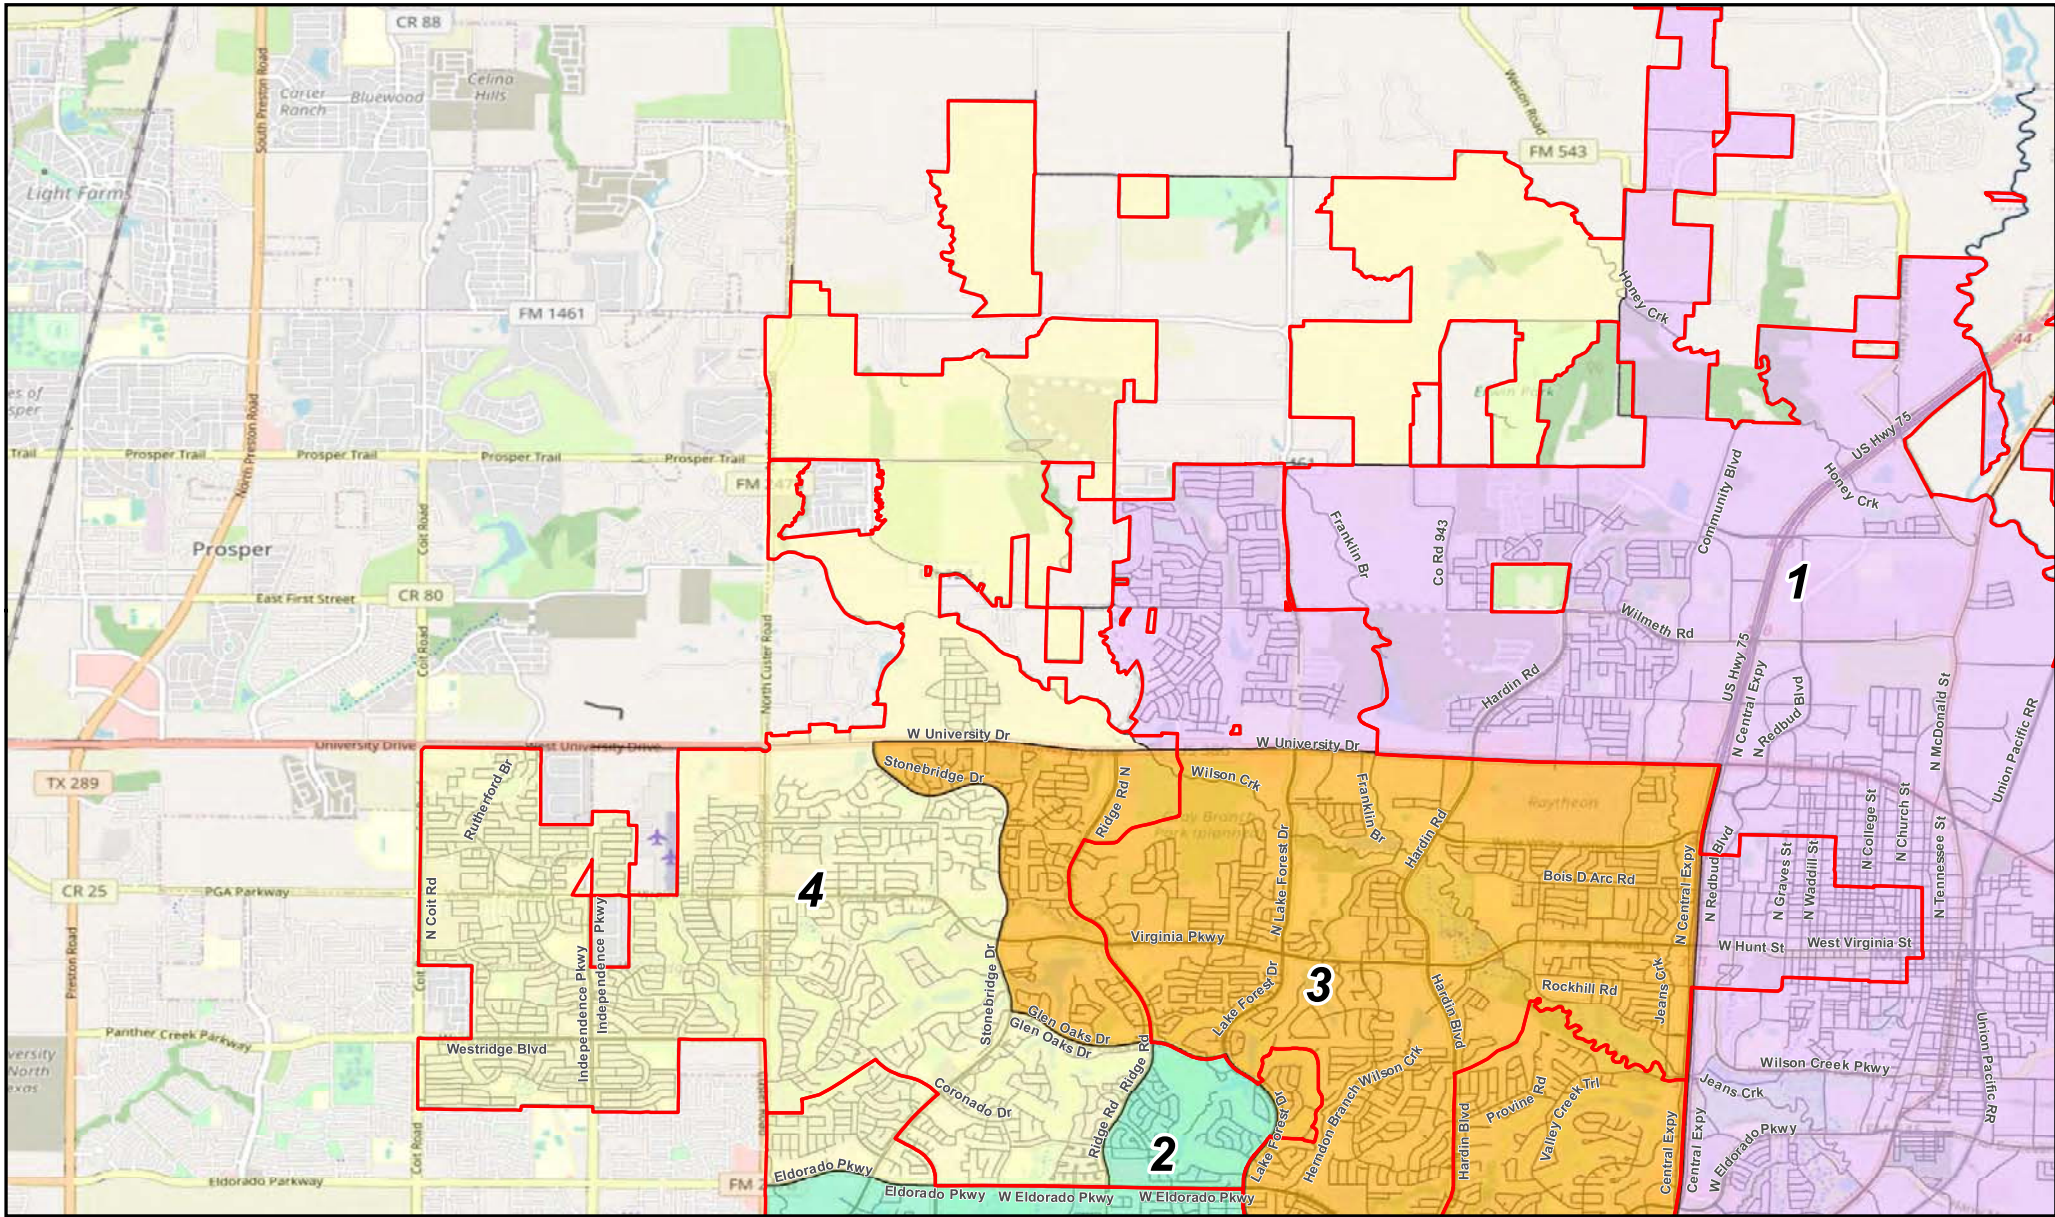 CR 88
Celina
Hills
Carter
Ranch
Bluewood
South Preston Road
Light Farms
Weston Road
FM 543
FM 1461
Honey Crk
44
North Preston Road
Erwin Park
US Hwy 75
Trail
Prosper Trail
Prosper Trail
Prosper Trail
Prosper Trail
Community Blvd
Honey Crk
Coit Road
Prosper
Franklin Br
Co Rd 943
1
East First Street
CR 80
Wilmeth Rd
Coit Road
North Custer Road
US Hwy 75
N Central Expy
N Redbud Blvd
Hardin Rd
N McDonald St
Union Pacific RR
University Drive
West University Drive
W University Dr
W University Dr
TX 289
Rutherford Br
Stonebridge Dr
Ridge Rd N
Wilson Crk
Franklin Br
Hardin Rd
Raytheon
N College St
N Church St
N Tennessee St
CR 25
PGA Parkway
N Coit Rd
4
N Lake Forest Dr
Bois D Arc Rd
N Central Expy
N Redbud Blvd
N Graves St
N Waddill St
Independence Pkwy
Independence Pkwy
Virginia Pkwy
W Hunt St
West Virginia St
Preston Road
Stonebridge Dr
3
Lake Forest Dr
Hardin Blvd
Rockhill Rd
Jeans Crk
Panther Creek Parkway
Westridge Blvd
Glen Oaks Dr
Glen Oaks Dr
Ridge Rd
Wilson Crk
Wilson Creek Pkwy
Union Pacific RR
Coronado Dr
Ridge Rd
Lake Forest Dr
Herndon Branch
Hardin Blvd
Provine Rd
Valley Creek Trl
Jeans Crk
Central Expy
Central Expy
W Eldorado Pkwy
2
Coit Road
Eldorado Parkway
Eldorado Pkwy
Eldorado Pkwy
W Eldorado Pkwy
W Eldorado Pkwy